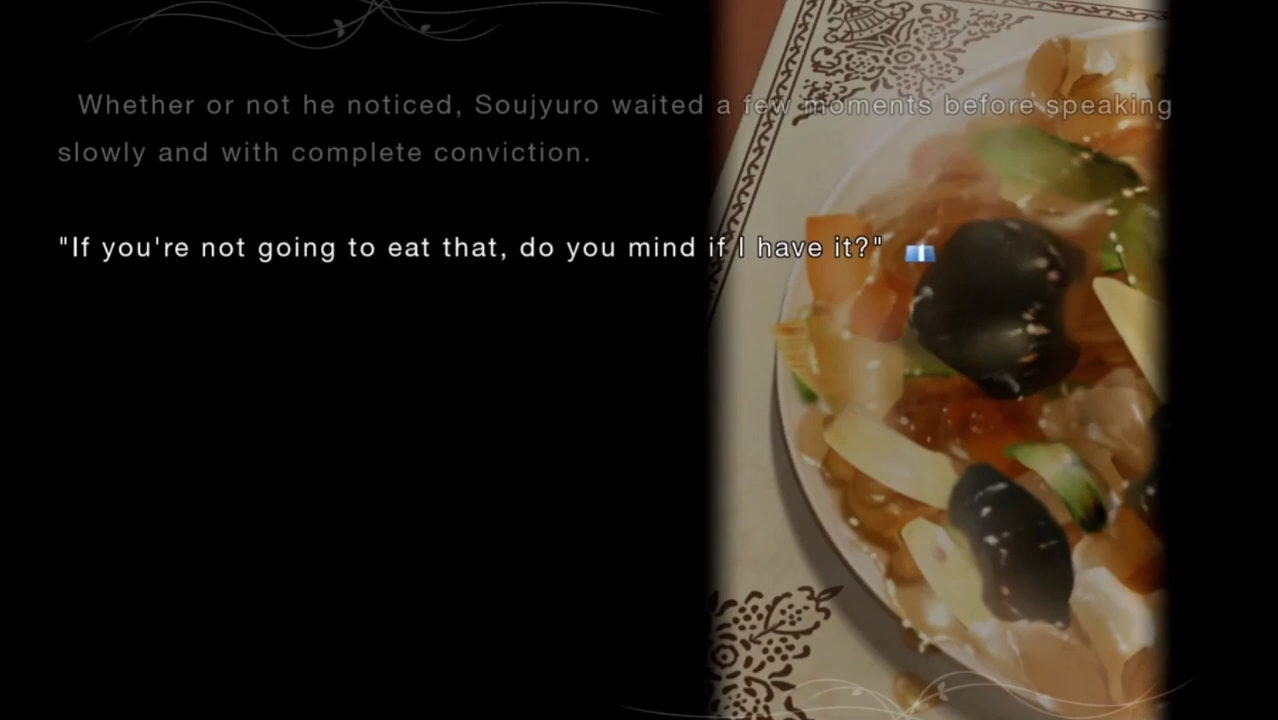 Whether or not he noticed, Soujyuro waited a few moments before speaking
slowly and with complete conviction.
"If you're not going to eat that, do you mind if I have it?"